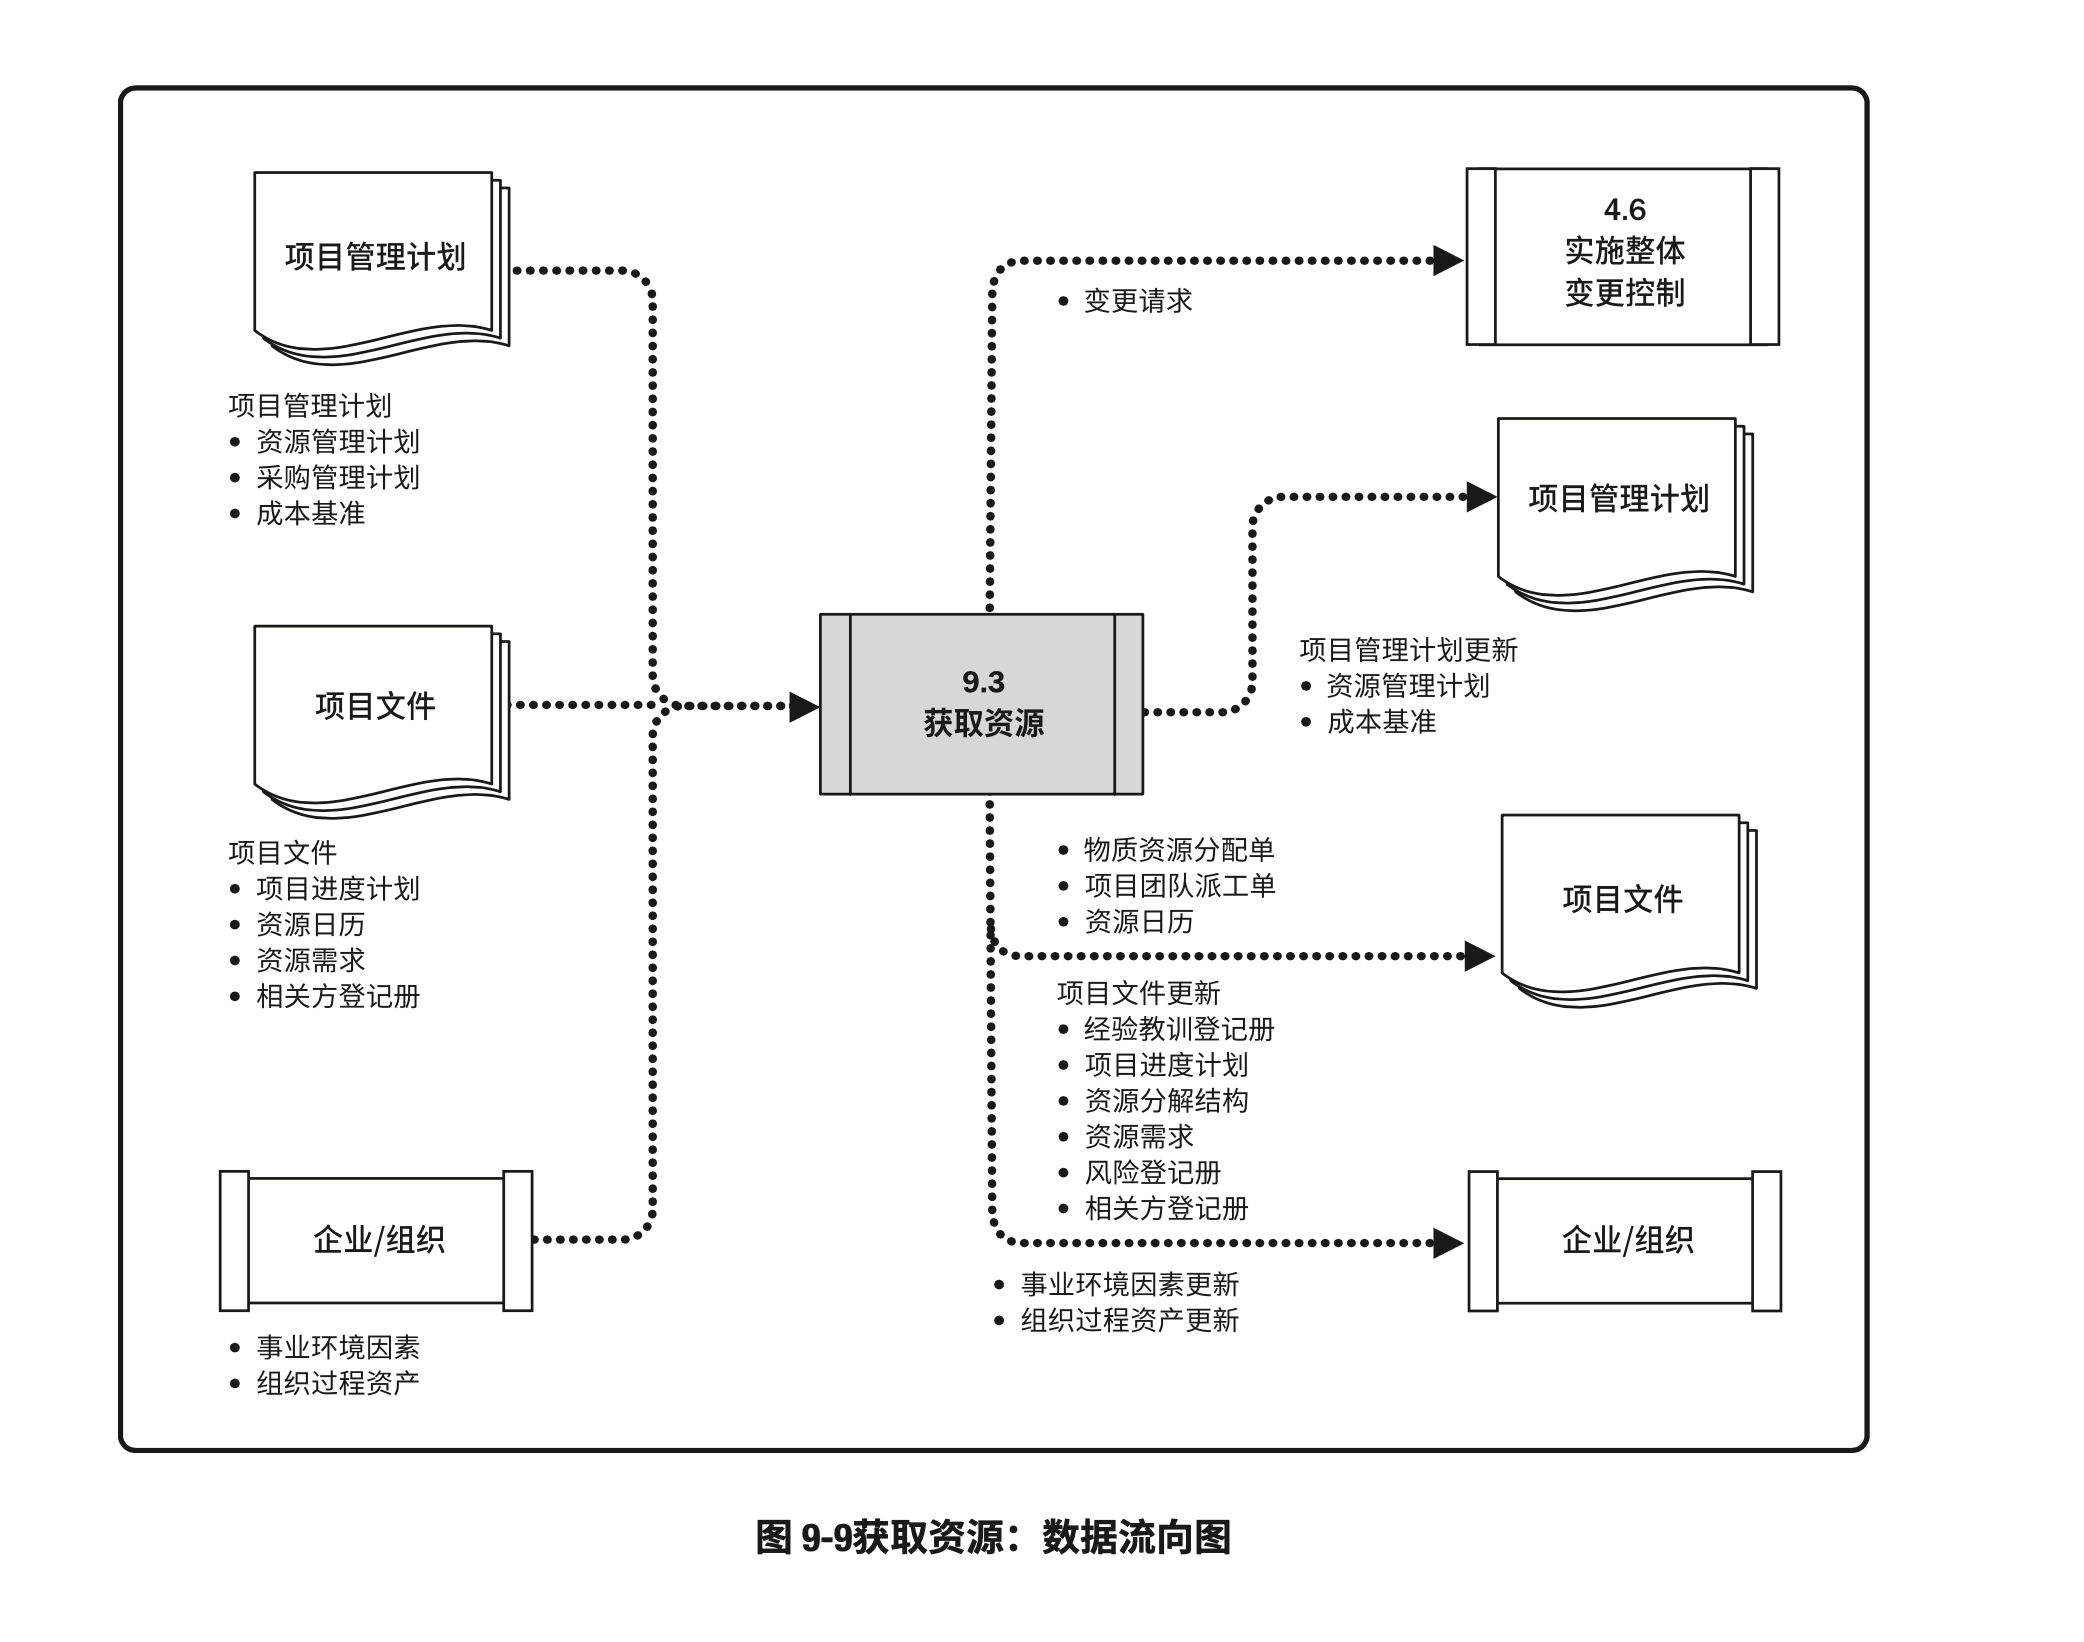 项目管理计划
项目管理计划
• 资源管理计划
• 采购管理计划
• 成本基准
项目文件
项目文件
• 项目进度计划
• 资源日历
• 资源需求
• 相关方登记册
企业/组织
• 事业环境因素
• 组织过程资产
9.3
获取资源
• 变更请求
4.6
实施整体
变更控制
项目管理计划
项目管理计划更新
• 资源管理计划
• 成本基准
• 物质资源分配单
• 项目团队派工单
• 资源日历
项目文件
项目文件更新
• 经验教训登记册
• 项目进度计划
• 资源分解结构
• 资源需求
• 风险登记册
• 相关方登记册
企业/组织
• 事业环境因素更新
• 组织过程资产更新
图 9-9获取资源：数据流向图